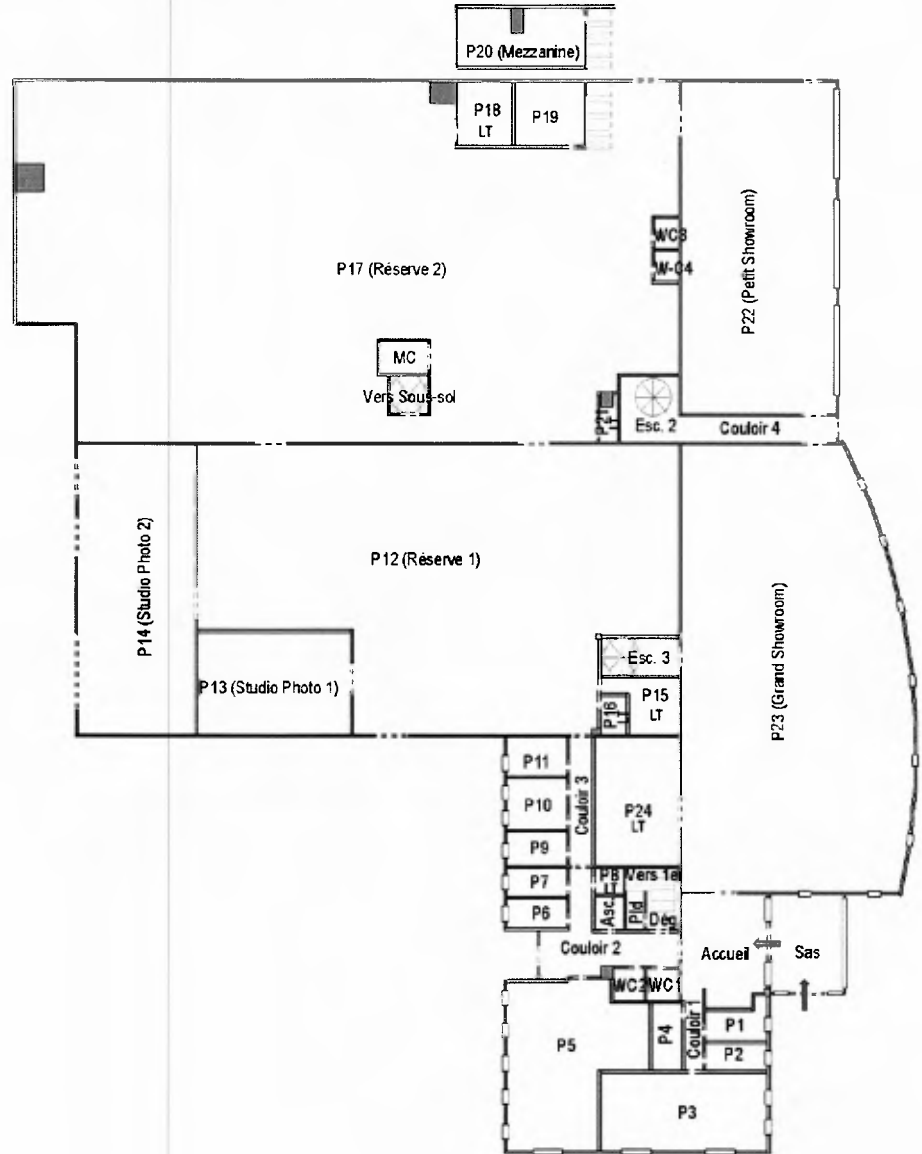 P20 (Mezzanine)
P18
LT
P19
WC3
W-C4
P22 (Petit Showroom)
P17 (Réserve 2)
MC
Vers Sous-sol
P21
LT
Esc. 2
Couloir 4
P14 (Studio Photo 2)
P12 (Réserve 1)
P23 (Grand Showroom)
Esc. 3
P13 (Studio Photo 1)
P15
LT
P16
LT
P11
P10
Couloir 3
P24
LT
P9
P7
P8
LT
Vers 1er
P6
Asc.
Pld
Dég
Couloir 2
Accueil
Sas
WC2
WC1
P5
P4
Couloir 1
P1
P2
P3